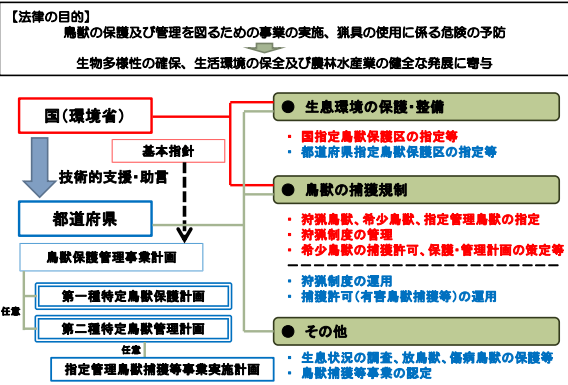 【法律の目的】
鳥獣の保護及び管理を図るための事業の実施、猟具の使用に係る危険の予防
生物多様性の確保、生活環境の保全及び農林水産業の健全な発展に寄与
国（環境省）
基本指針
技術的支援・助言
都道府県
鳥獣保護管理事業計画
任意
第一種特定鳥獣保護計画
第二種特定鳥獣管理計画
任意
指定管理鳥獣捕獲等事業実施計画
● 生息環境の保護・整備
・ 国指定鳥獣保護区の指定等
・ 都道府県指定鳥獣保護区の指定等
● 鳥獣の捕獲規制
・ 狩猟鳥獣、希少鳥獣、指定管理鳥獣の指定
・ 狩猟制度の管理
・ 希少鳥獣の捕獲許可、保護・管理計画の策定等
・ 狩猟制度の運用
・ 捕獲許可（有害鳥獣捕獲等）の運用
● その他
・ 生息状況の調査、放鳥獣、傷病鳥獣の保護等
・ 鳥獣捕獲等事業の認定